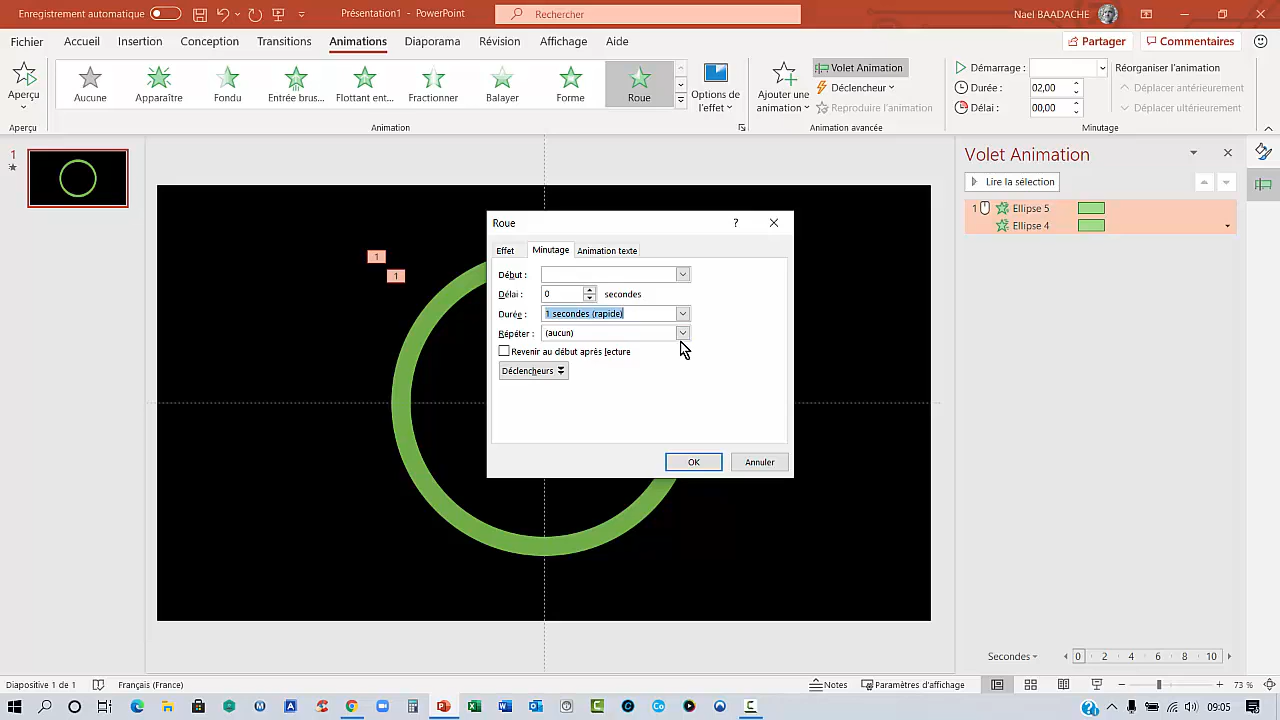 Enregistrement automatique
Présentation1 - PowerPoint
Rechercher
Nael BAADACHE
Fichier
Accueil
Insertion
Conception
Transitions
Animations
Diaporama
Révision
Affichage
Aide
Partager
Commentaires
Aperçu
Aucune
Apparaître
Fondu
Entrée brus...
Flottant ent...
Fractionner
Balayer
Forme
Roue
Options de
l'effet
Ajouter une
animation
Volet Animation
Déclencheur
Reproduire l'animation
Démarrage :
Durée : 02,00
Délai : 00,00
Réorganiser l'animation
Déplacer antérieurement
Déplacer ultérieurement
Aperçu
Animation
Animation avancée
Minutage
1
Volet Animation
Lire la sélection
1 Ellipse 5
Ellipse 4
1
1
Roue
?
Effet
Minutage
Animation texte
Début :
Délai : 0 secondes
Durée : 1 secondes (rapide)
Répéter : (aucun)
Revenir au début après lecture
Déclencheurs
OK
Annuler
Secondes
0 2 4 6 8 10
Diapositive 1 de 1
Français (France)
Notes
Paramètres d'affichage
73 %
09:05